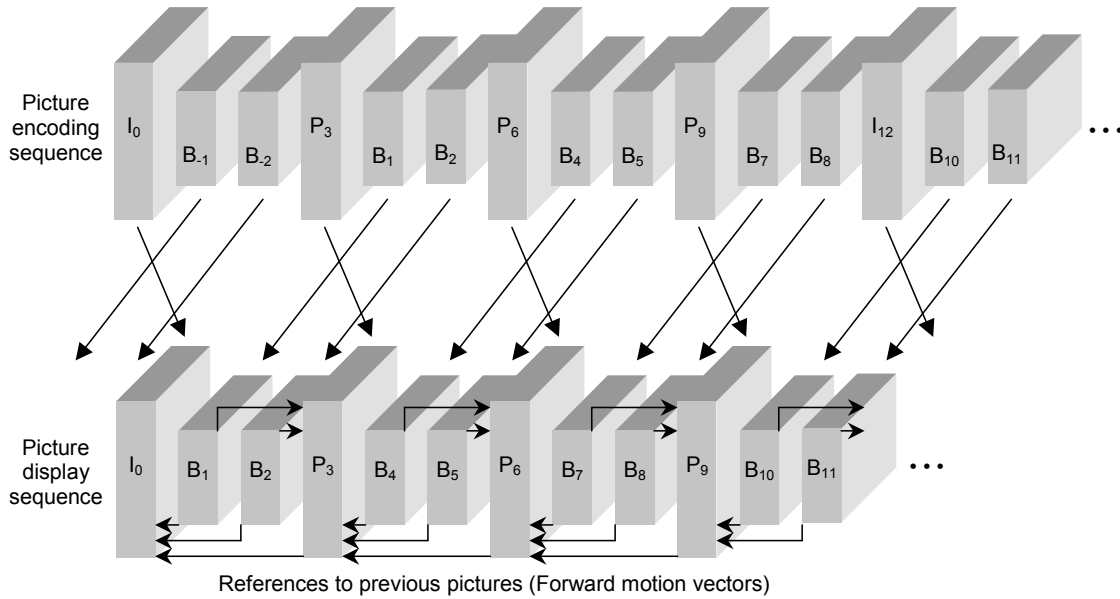 Picture
encoding
sequence
I₀ B₋₁ B₋₂ P₃ B₁ B₂ P₆ B₄ B₅ P₉ B₇ B₈ I₁₂ B₁₀ B₁₁ ...
Picture
display
sequence
I₀ B₁ B₂ P₃ B₄ B₅ P₆ B₇ B₈ P₉ B₁₀ B₁₁ ...
References to previous pictures (Forward motion vectors)